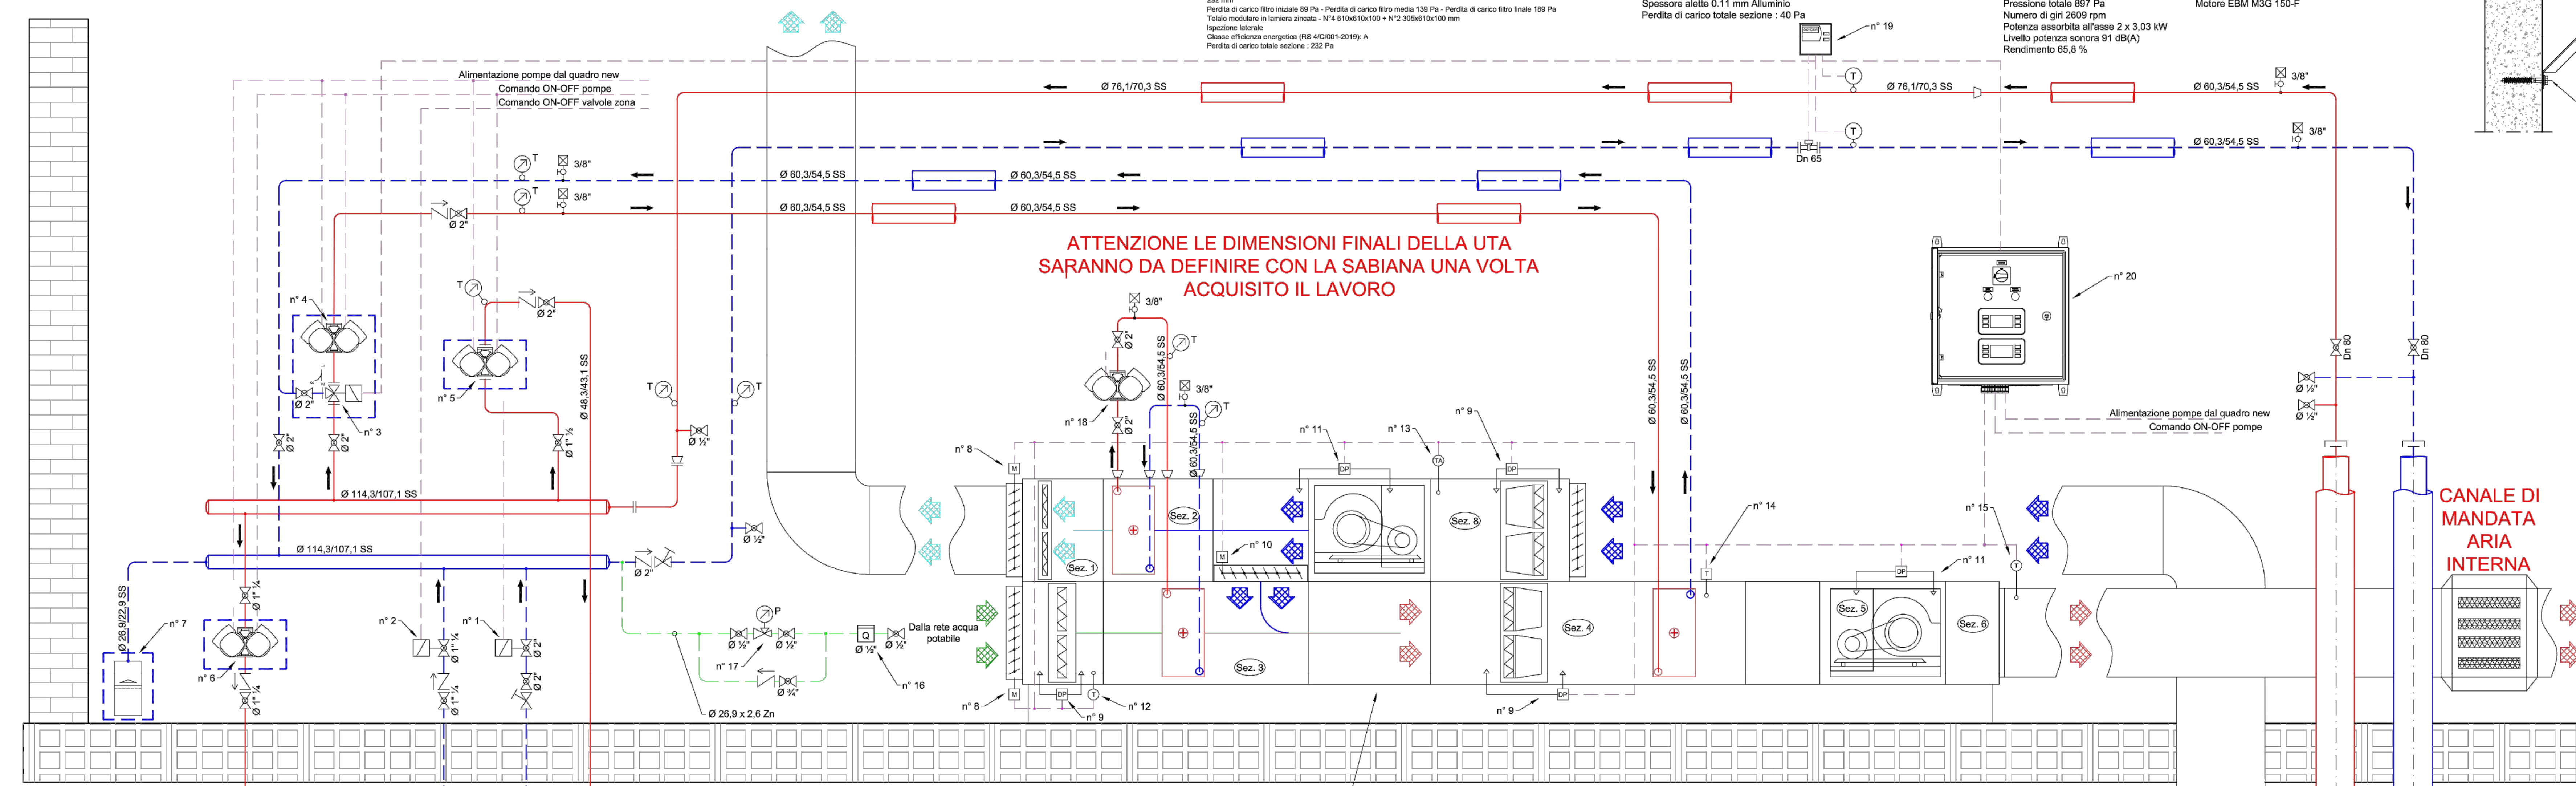 292 mm
Perdita di carico filtro iniziale 89 Pa - Perdita di carico filtro media 139 Pa - Perdita di carico filtro finale 189 Pa
Telaio modulare in lamiera zincata - N°4 610x610x100 + N°2 305x610x100 mm
Ispezione laterale
Classe efficienza energetica (RS 4/C/001-2019): A
Perdita di carico totale sezione : 232 Pa
Spessore alette 0.11 mm Alluminio
Perdita di carico totale sezione : 40 Pa
Pressione totale 897 Pa
Numero di giri 2609 rpm
Potenza assorbita all'asse 2 x 3,03 kW
Livello potenza sonora 91 dB(A)
Rendimento 65,8 %
Motore EBM M3G 150-F
n° 19
Alimentazione pompe dal quadro new
Comando ON-OFF pompe
Comando ON-OFF valvole zona
Ø 76,1/70,3 SS
T
Ø 76,1/70,3 SS
Ø 60,3/54,5 SS
3/8"
T
Dn 65
Ø 60,3/54,5 SS
3/8"
T
3/8"
Ø 60,3/54,5 SS
Ø 60,3/54,5 SS
T
3/8"
Ø 2"
Ø 60,3/54,5 SS
Ø 60,3/54,5 SS
ATTENZIONE LE DIMENSIONI FINALI DELLA UTA
SARANNO DA DEFINIRE CON LA SABIANA UNA VOLTA
ACQUISITO IL LAVORO
n° 20
n° 4
T
Ø 2"
n° 5
Ø 2"
n° 3
Ø 2"
Ø 2"
Ø 1" ½
Ø 48,3/43,1 SS
T
T
Ø ½"
3/8"
Ø 2"
Ø 60,3/54,5 SS
T
3/8"
T
n° 18
Ø 2"
Ø 60,3/54,5 SS
Ø 60,3/54,5 SS
Ø 60,3/54,5 SS
Dn 80
Dn 80
Ø ½"
Ø ½"
Alimentazione pompe dal quadro new
Comando ON-OFF pompe
n° 8
M
n° 11
DP
n° 13
TA
n° 9
DP
Ø 114,3/107,1 SS
Ø 114,3/107,1 SS
Ø 2"
Ø ½"
Sez. 1
Sez. 2
M
n° 10
Sez. 8
n° 14
T
n° 15
T
DP
n° 11
CANALE DI
MANDATA
ARIA
INTERNA
Ø 26,9/22,9 SS
n° 7
Ø 1" ¼
n° 6
Ø 1" ¼
n° 2
Ø 1" ¼
Ø 1" ¼
n° 1
Ø 2"
Ø 2"
P
Ø ½"
Ø ½"
n° 17
Ø ¾"
Q
Ø ½"
Ø ½"
Dalla rete acqua
potabile
n° 16
Ø 26,9 x 2,6 Zn
Sez. 3
Sez. 4
Sez. 5
Sez. 6
n° 8
M
DP
n° 9
T
n° 12
n° 9
DP